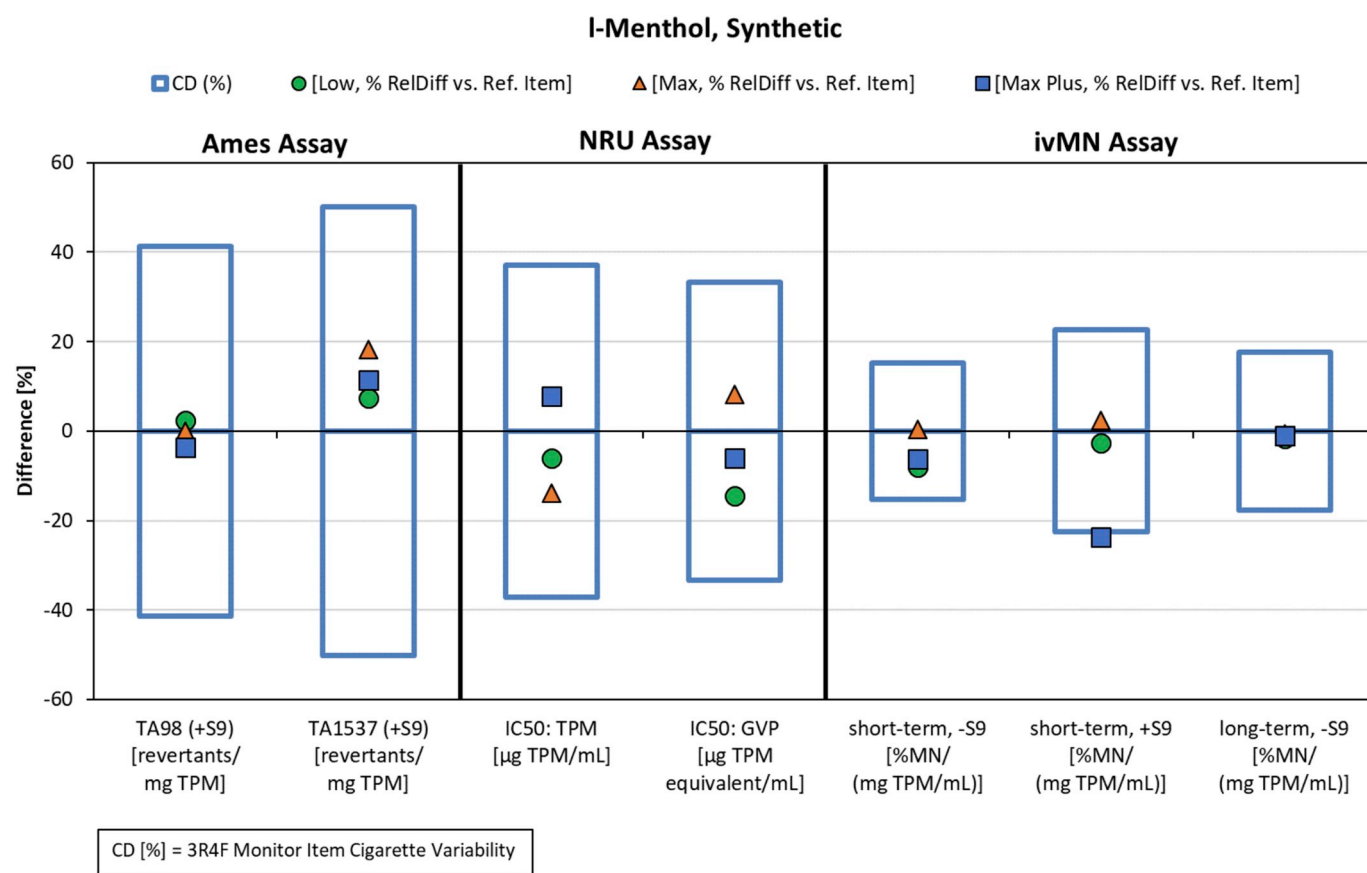 l-Menthol, Synthetic
CD (%) [Low, % RelDiff vs. Ref. Item] [Max, % RelDiff vs. Ref. Item] [Max Plus, % RelDiff vs. Ref. Item]
Ames Assay NRU Assay ivMN Assay
Difference [%]
60
40
20
0
-20
-40
-60
TA98 (+S9) TA1537 (+S9) IC50: TPM IC50: GVP short-term, -S9 short-term, +S9 long-term, -S9
[revertants/ [revertants/ [µg TPM/mL] [µg TPM [%MN/ [%MN/ [%MN/
mg TPM] mg TPM] equivalent/mL] (mg TPM/mL)] (mg TPM/mL)] (mg TPM/mL)]
CD [%] = 3R4F Monitor Item Cigarette Variability